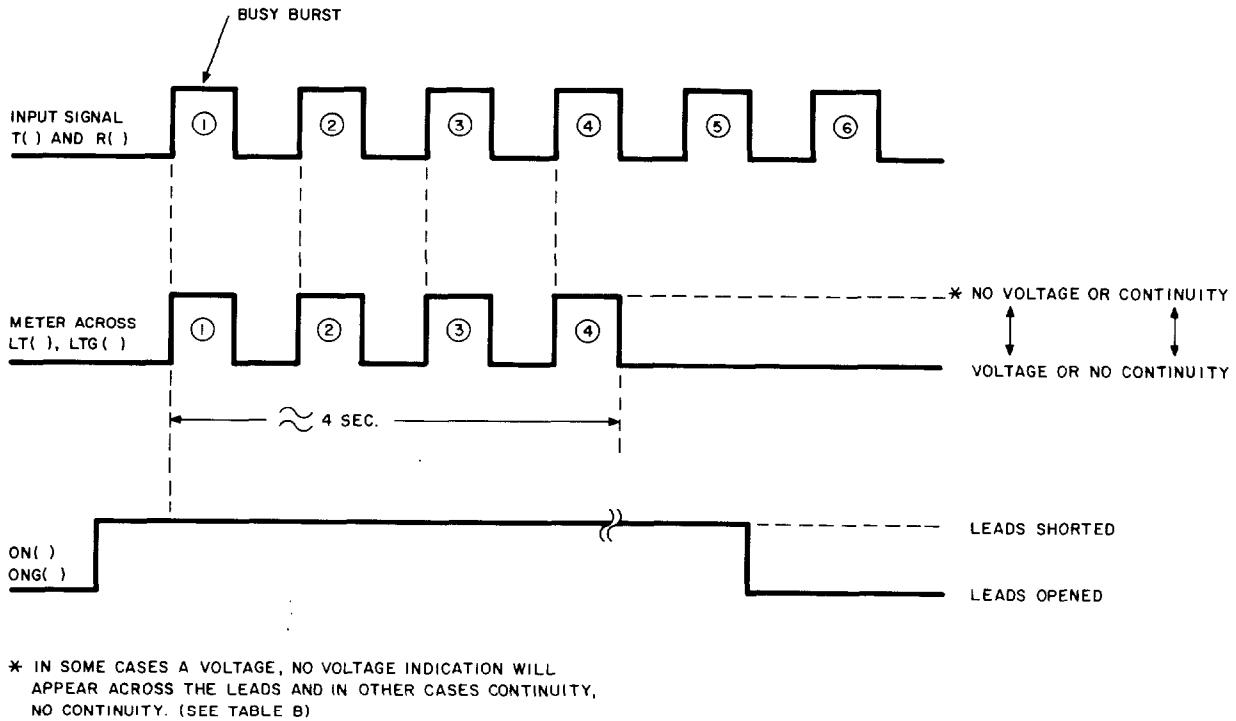 BUSY BURST
INPUT SIGNAL
T( ) AND R( )
1 2 3 4 5 6
METER ACROSS
LT( ), LTG( )
1 2 3 4
* NO VOLTAGE OR CONTINUITY
VOLTAGE OR NO CONTINUITY
≈ 4 SEC.
ON( )
ONG( )
LEADS SHORTED
LEADS OPENED
* IN SOME CASES A VOLTAGE, NO VOLTAGE INDICATION WILL
APPEAR ACROSS THE LEADS AND IN OTHER CASES CONTINUITY,
NO CONTINUITY. (SEE TABLE B)